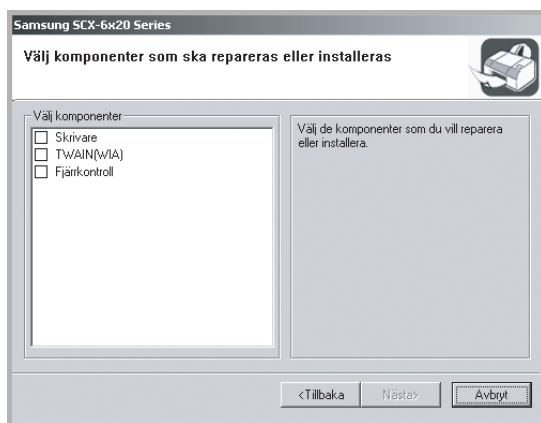 Samsung SCX-6x20 Series
Välj komponenter som ska repareras eller installeras
Välj komponenter
Skrivare
TWAIN(WIA)
Fjärrkontroll
Välj de komponenter som du vill reparera
eller installera.
<Tillbaka
Nästa>
Avbryt